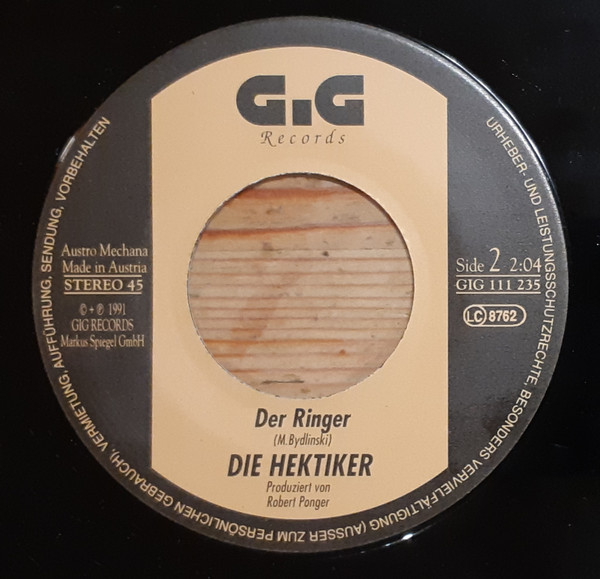 GiG
Records
Austro Mechana
Made in Austria
STEREO 45
© + ℗ 1991
GIG RECORDS
Markus Spiegel GmbH
Side 2 2:04
GIG 111 235
LC 8762
Der Ringer
(M.Bydlinski)
DIE HEKTIKER
Produziert von
Robert Ponger
URHEBER- UND LEISTUNGSSCHUTZRECHTE, BESONDERS VERVIELFÄLTIGUNG (AUSSER ZUM PERSÖNLICHEN GEBRAUCH), VERMIETUNG, AUFFÜHRUNG, SENDUNG, VORBEHALTEN